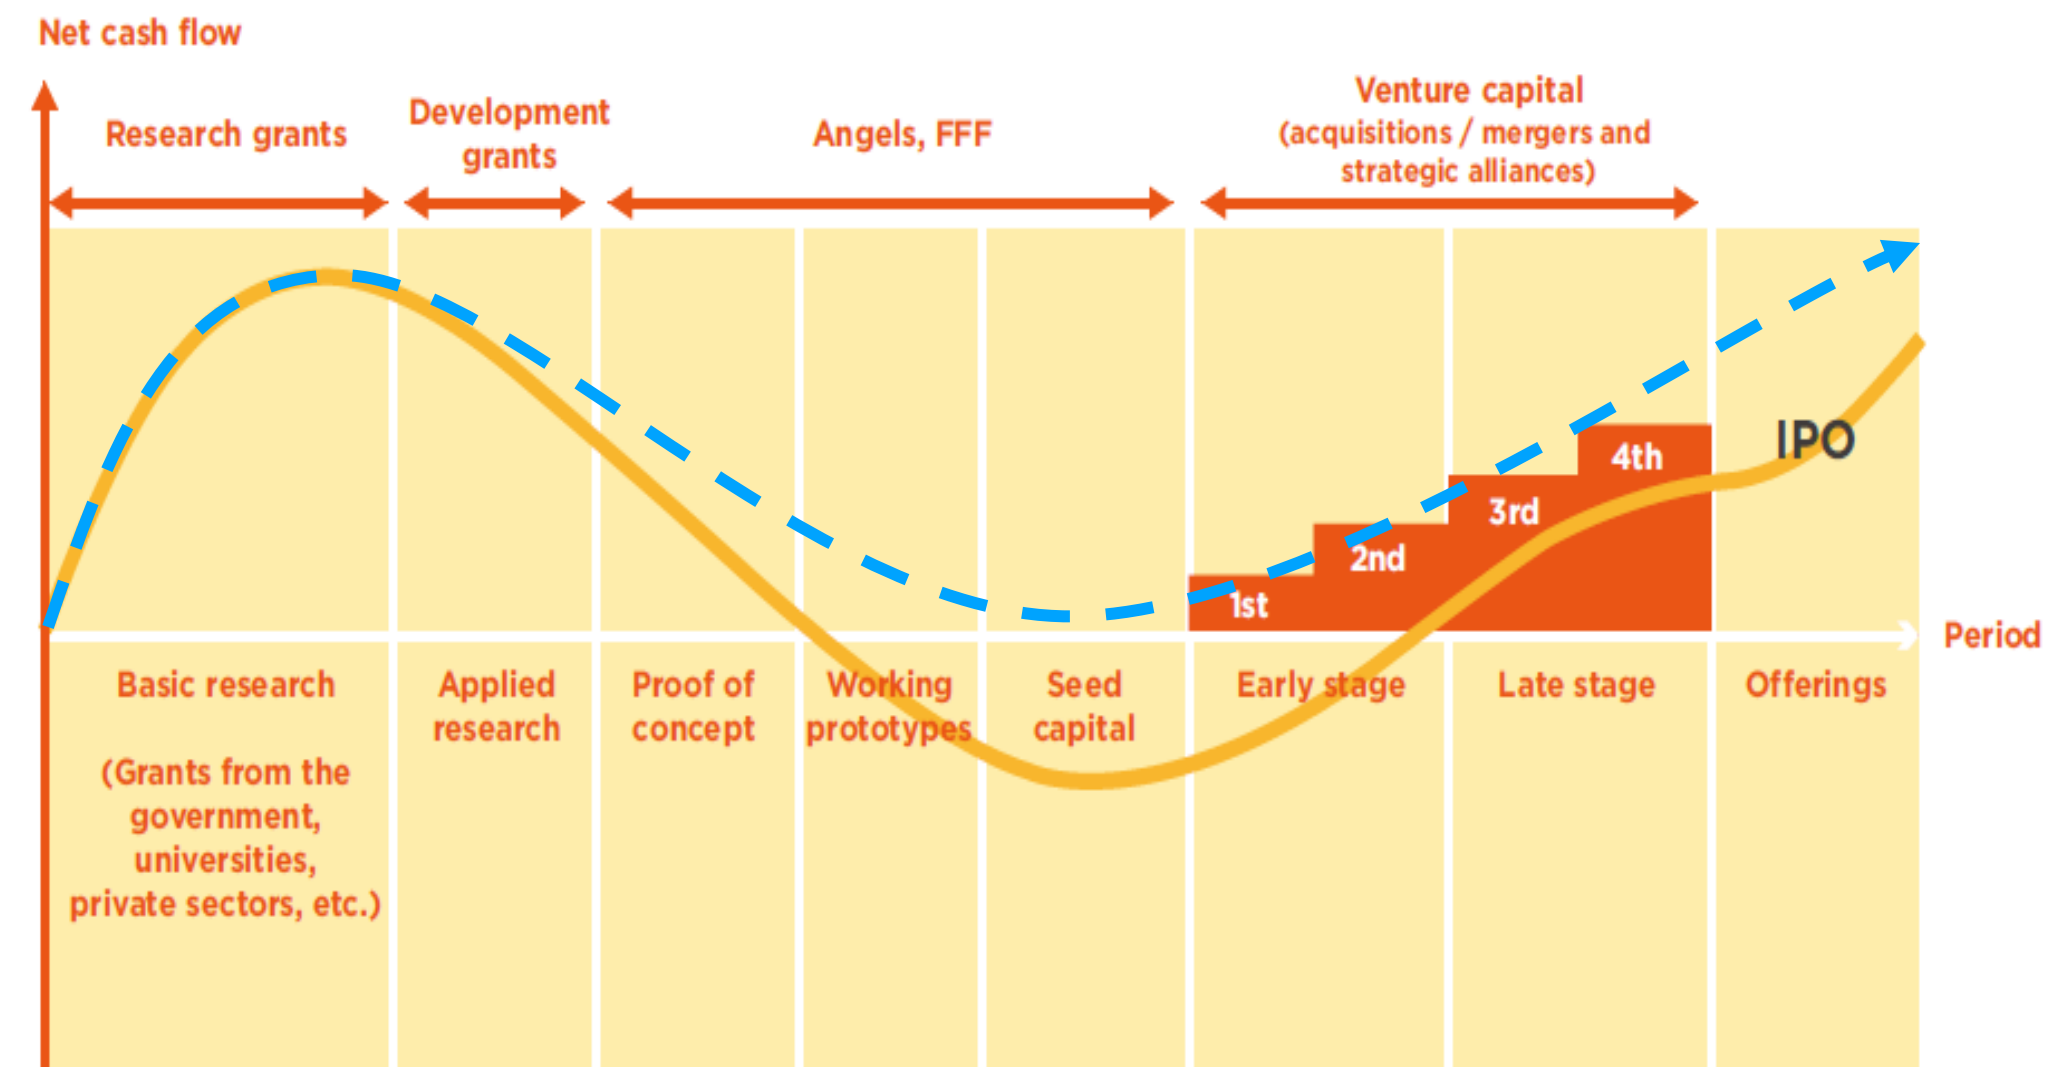 Net cash flow
Research grants
Development
grants
Angels, FFF
Venture capital
(acquisitions / mergers and
strategic alliances)
IPO
4th
3rd
2nd
1st
Period
Basic research
(Grants from the
government,
universities,
private sectors, etc.)
Applied
research
Proof of
concept
Working
prototypes
Seed
capital
Early stage
Late stage
Offerings